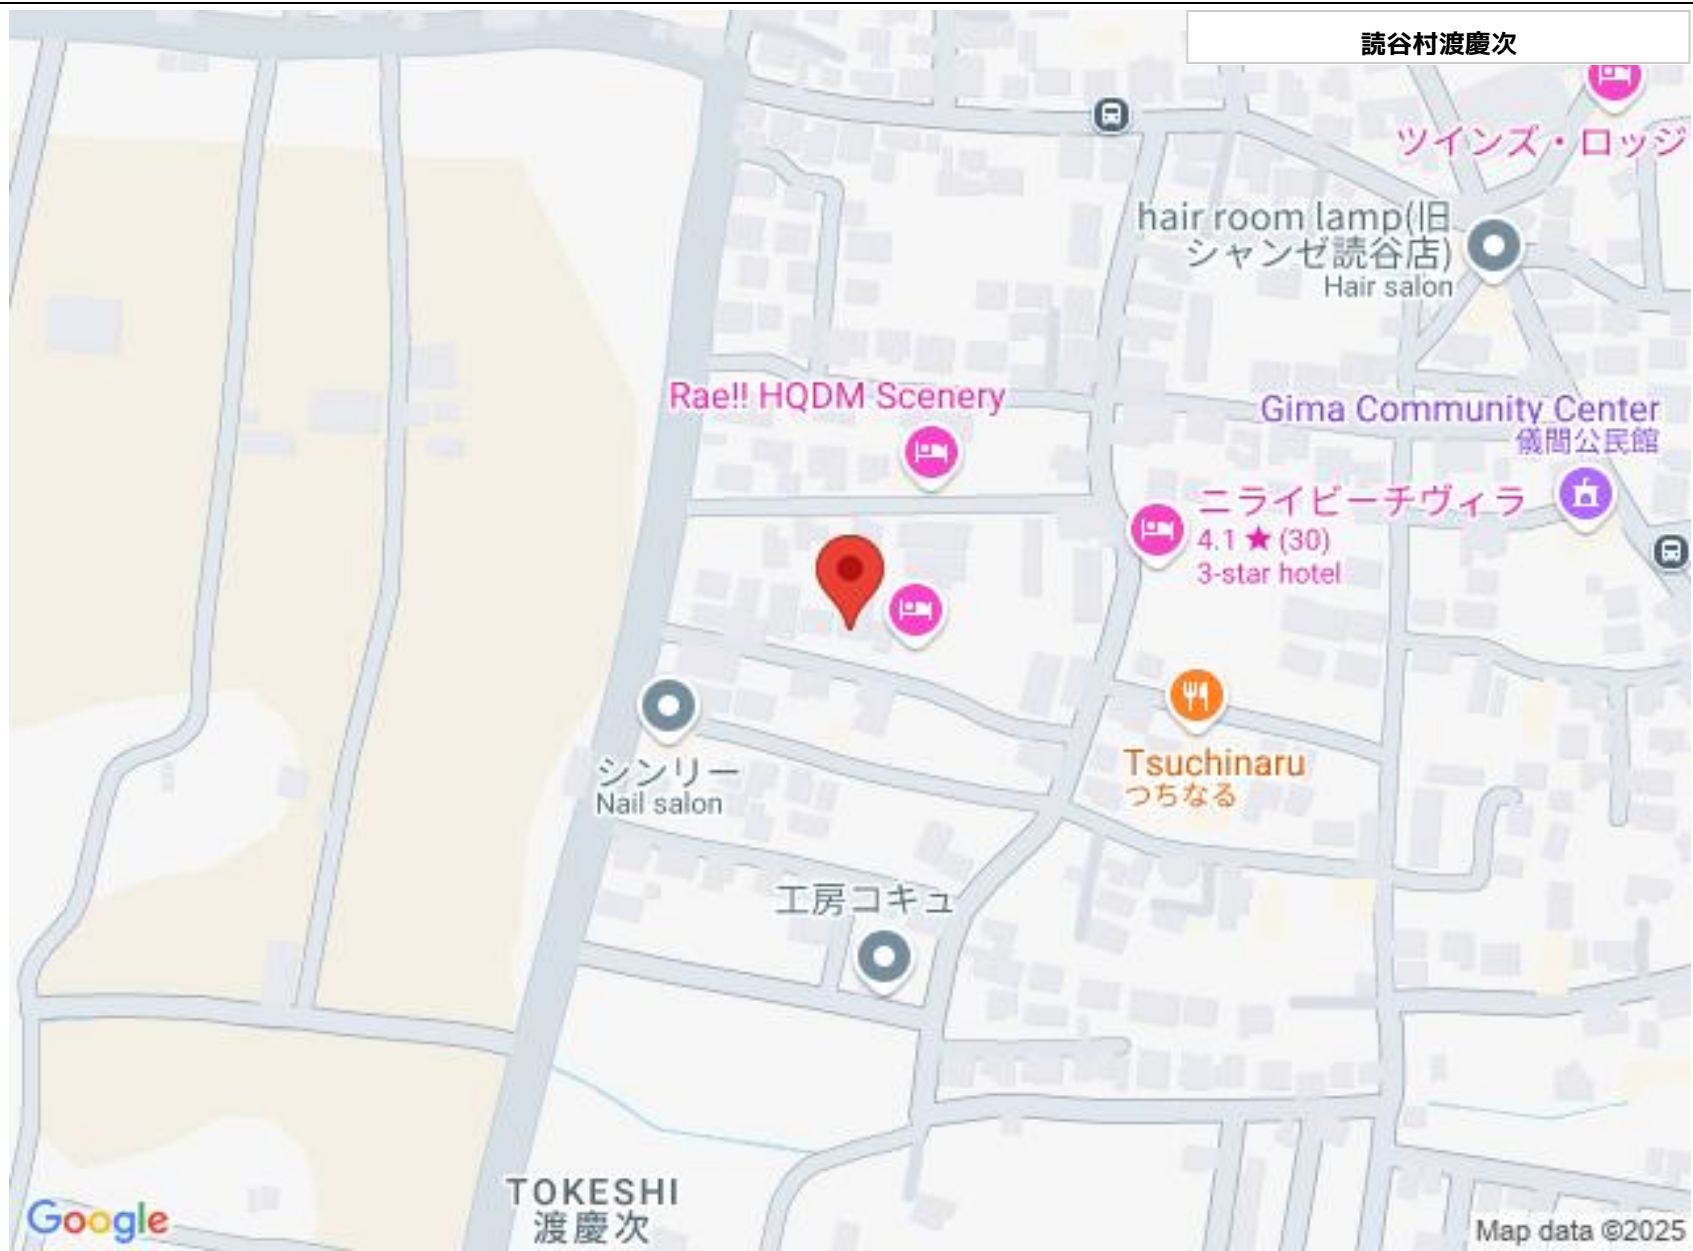 読谷村渡慶次
ツインズ・ロッジ
hair room lamp(旧
シャンゼ読谷店)
Hair salon
Rae!! HQDM Scenery
Gima Community Center
儀間公民館
ニライビーチヴィラ
4.1 ★ (30)
3-star hotel
シンリー
Nail salon
Tsuchinaru
つちなる
工房コキュ
TOKESHI
渡慶次
Google
Map data ©2025